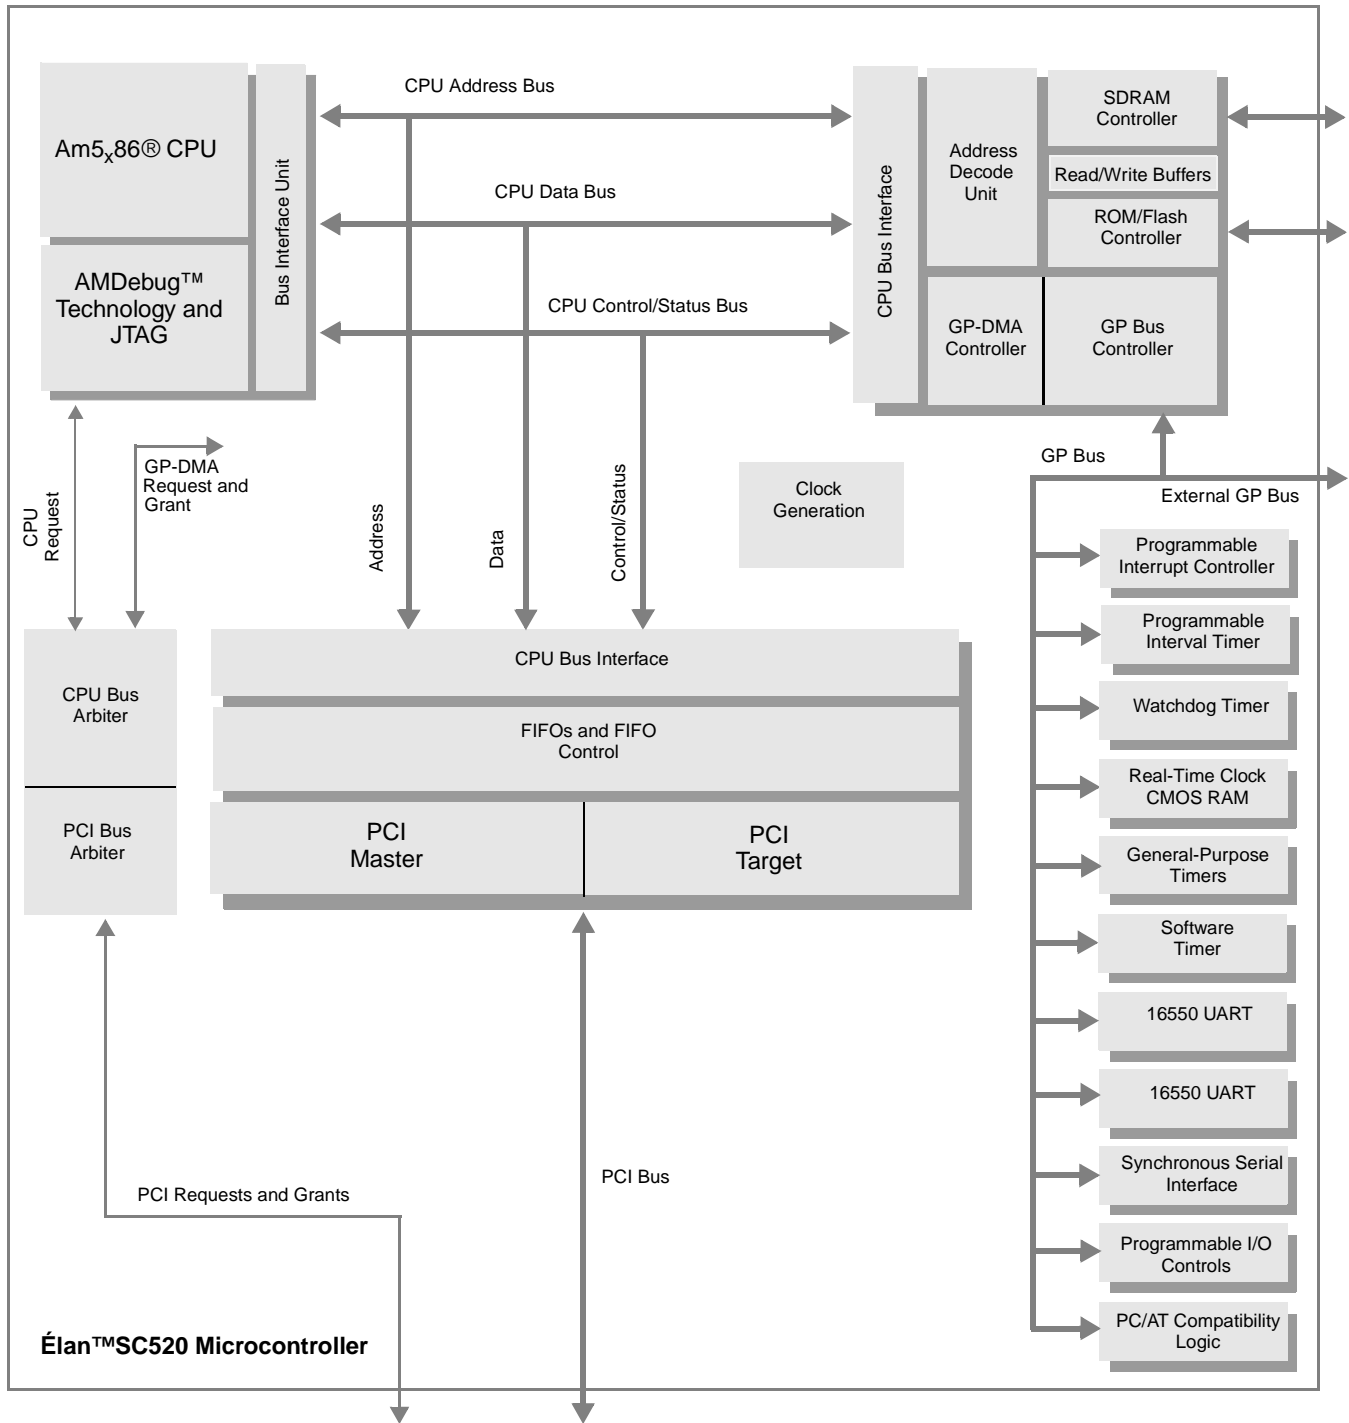 CPU Address Bus
CPU Data Bus
CPU Control/Status Bus
Am5x86® CPU
AMDebug™
Technology and
JTAG
Bus Interface Unit
CPU Bus Interface
Address
Decode
Unit
SDRAM
Controller
Read/Write Buffers
ROM/Flash
Controller
GP-DMA
Controller
GP Bus
Controller
CPU
Request
GP-DMA
Request and
Grant
Address
Data
Control/Status
Clock
Generation
GP Bus
External GP Bus
CPU Bus
Arbiter
PCI Bus
Arbiter
CPU Bus Interface
FIFOs and FIFO
Control
PCI
Master
PCI
Target
Programmable
Interrupt Controller
Programmable
Interval Timer
Watchdog Timer
Real-Time Clock
CMOS RAM
General-Purpose
Timers
Software
Timer
16550 UART
16550 UART
Synchronous Serial
Interface
Programmable I/O
Controls
PC/AT Compatibility
Logic
PCI Requests and Grants
PCI Bus
Élan™SC520 Microcontroller